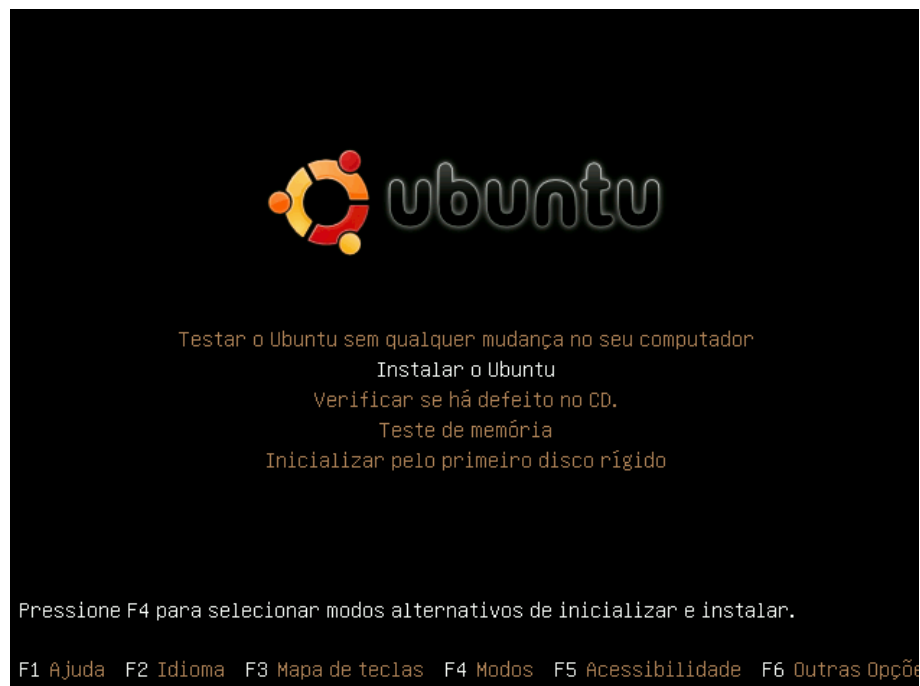 ubuntu
Testar o Ubuntu sem qualquer mudança no seu computador
Instalar o Ubuntu
Verificar se há defeito no CD.
Teste de memória
Inicializar pelo primeiro disco rígido
Pressione F4 para selecionar modos alternativos de inicializar e instalar.
F1 Ajuda F2 Idioma F3 Mapa de teclas F4 Modos F5 Acessibilidade F6 Outras Opçõe